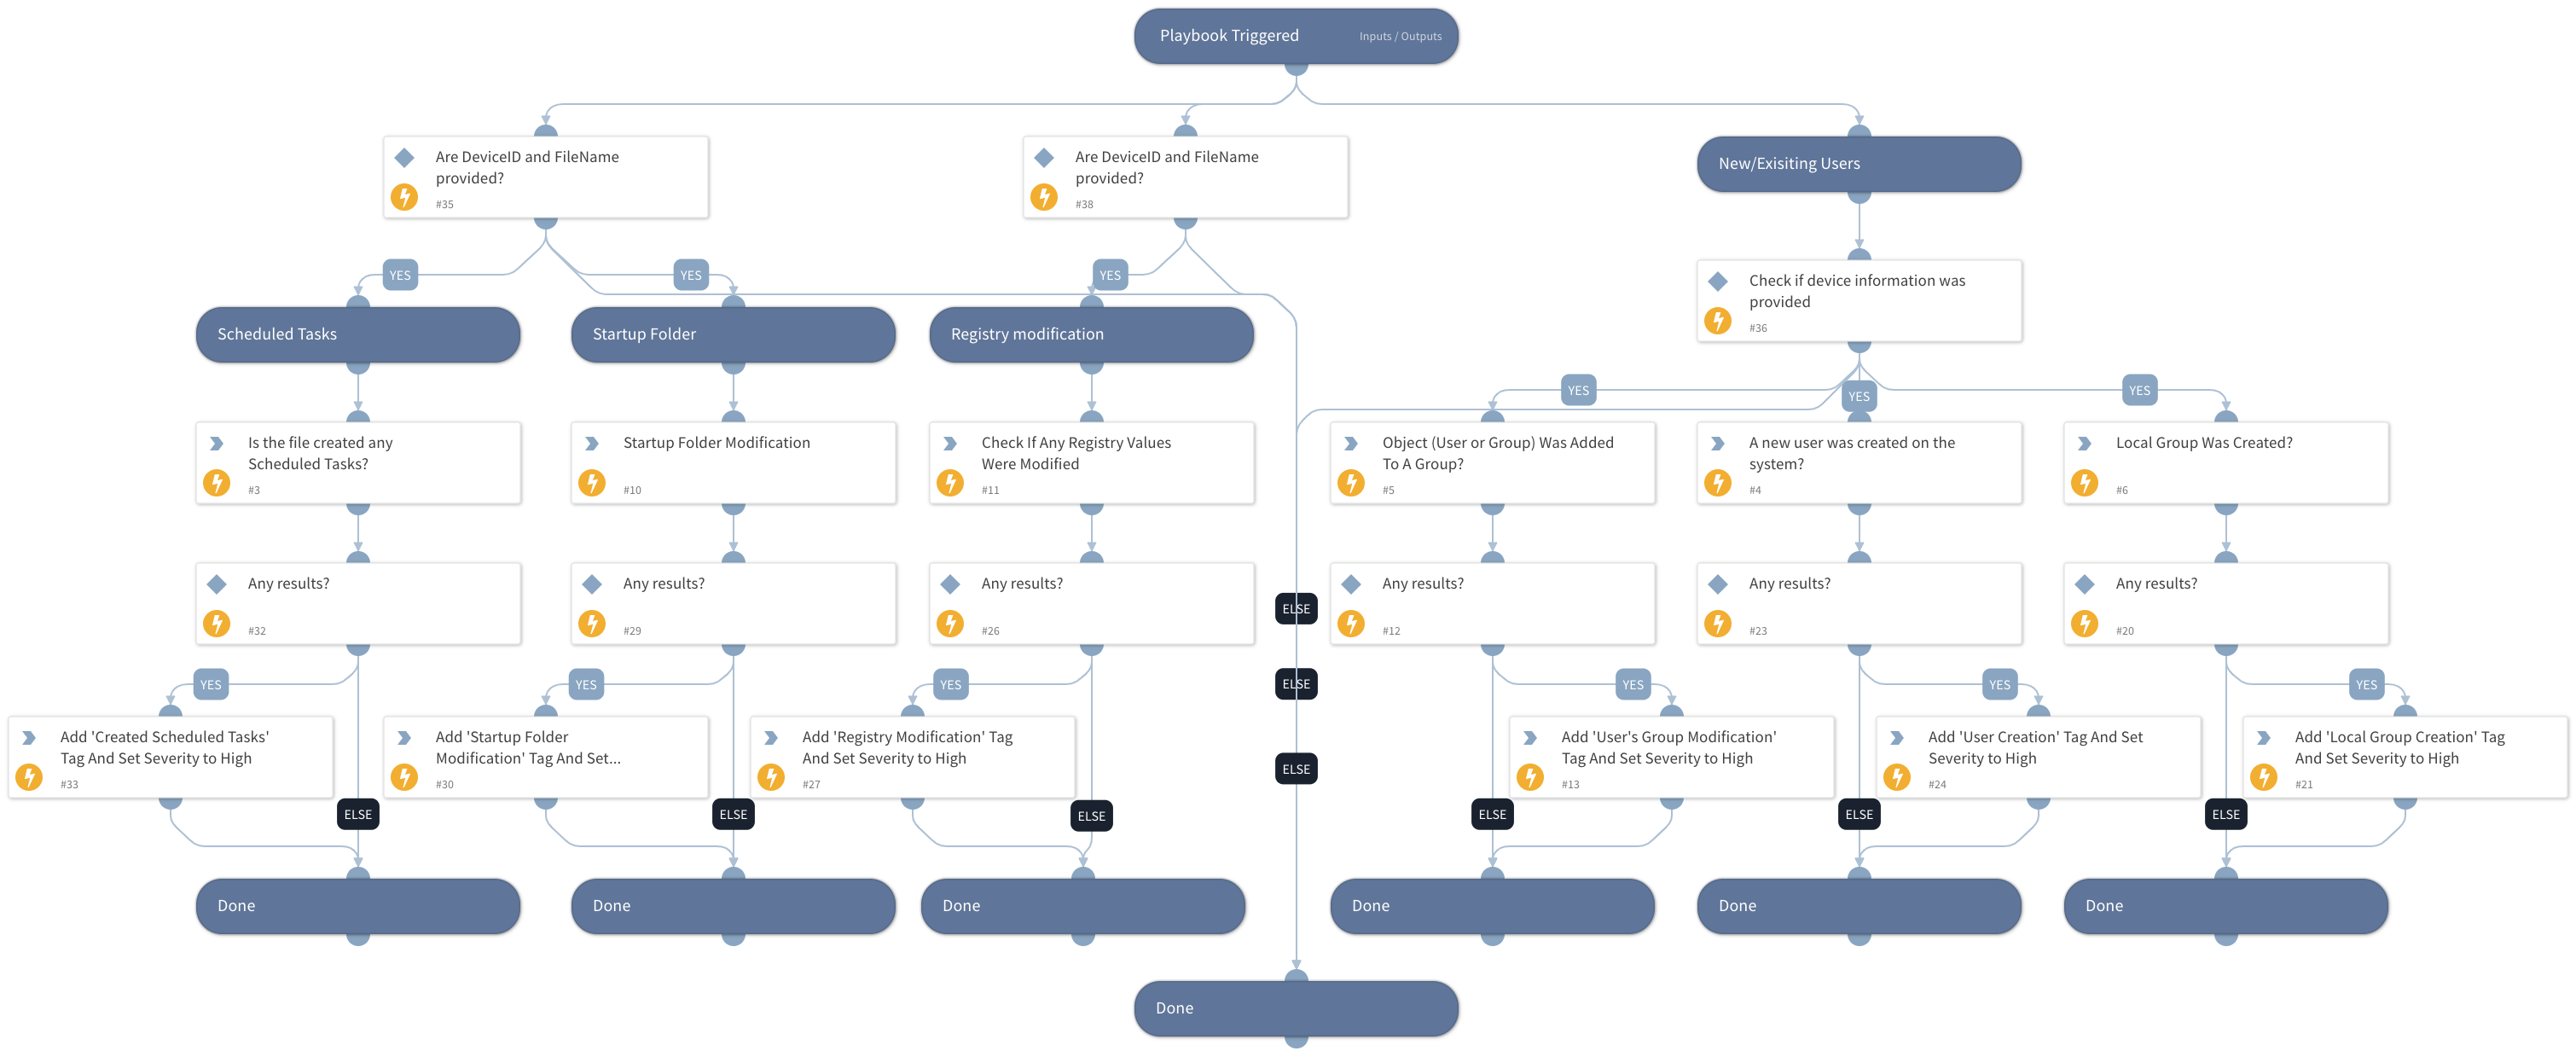 Playbook Triggered
Inputs / Outputs
Are DeviceID and FileName
provided?
#35
Are DeviceID and FileName
provided?
#38
New/Exisiting Users
YES
YES
YES
Check if device information was
provided
#36
Scheduled Tasks
Startup Folder
Registry modification
YES
YES
YES
Is the file created any
Scheduled Tasks?
#3
Startup Folder Modification
#10
Check If Any Registry Values
Were Modified
#11
Object (User or Group) Was Added
To A Group?
#5
A new user was created on the
system?
#4
Local Group Was Created?
#6
Any results?
#32
Any results?
#29
Any results?
#26
ELSE
Any results?
#12
Any results?
#23
Any results?
#20
YES
YES
YES
ELSE
YES
YES
YES
Add 'Created Scheduled Tasks'
Tag And Set Severity to High
#33
Add 'Startup Folder
Modification' Tag And Set...
#30
Add 'Registry Modification' Tag
And Set Severity to High
#27
ELSE
Add 'User's Group Modification'
Tag And Set Severity to High
#13
Add 'User Creation' Tag And Set
Severity to High
#24
Add 'Local Group Creation' Tag
And Set Severity to High
#21
ELSE
ELSE
ELSE
ELSE
ELSE
ELSE
Done
Done
Done
Done
Done
Done
Done